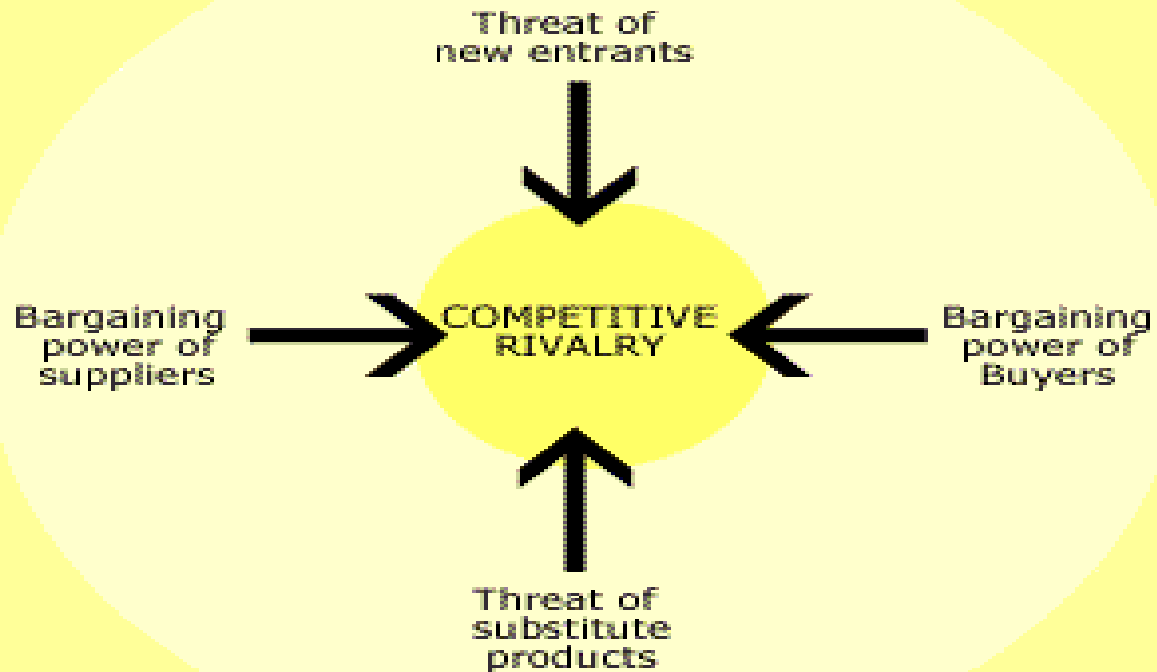 Threat of
new entrants
Bargaining
power of
suppliers
COMPETITIVE
RIVALRY
Bargaining
power of
Buyers
Threat of
substitute
products